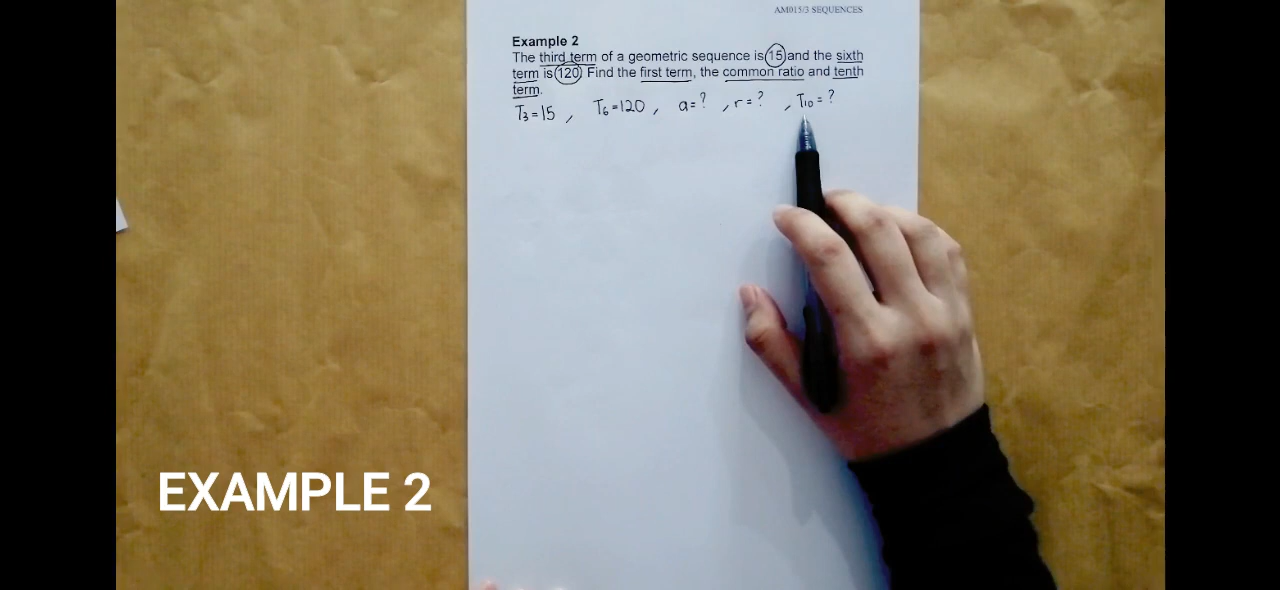 AM015/3 SEQUENCES
Example 2
The third term of a geometric sequence is 15 and the sixth
term is 120. Find the first term, the common ratio and tenth
term.
T3 = 15 , T6 = 120 , a = ? , r = ? , T10 = ?
EXAMPLE 2